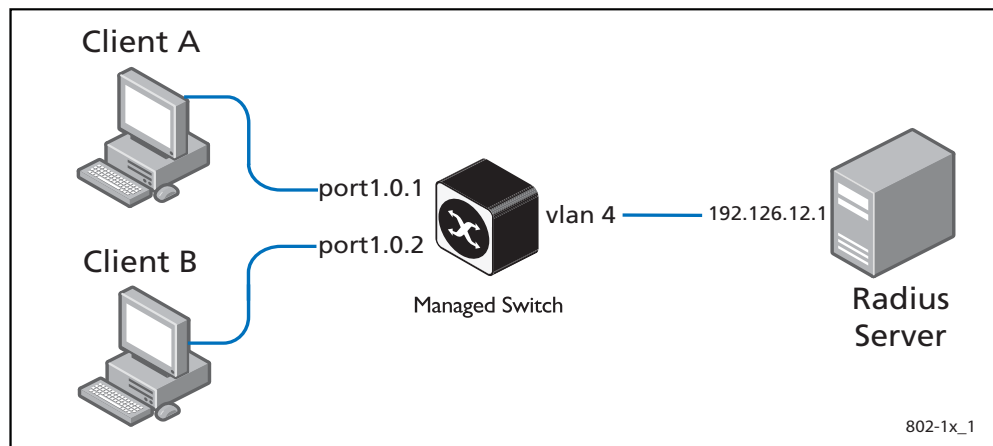 Client A
port1.0.1
port1.0.2
Client B
Managed Switch
vlan 4
192.126.12.1
Radius
Server
802-1x_1